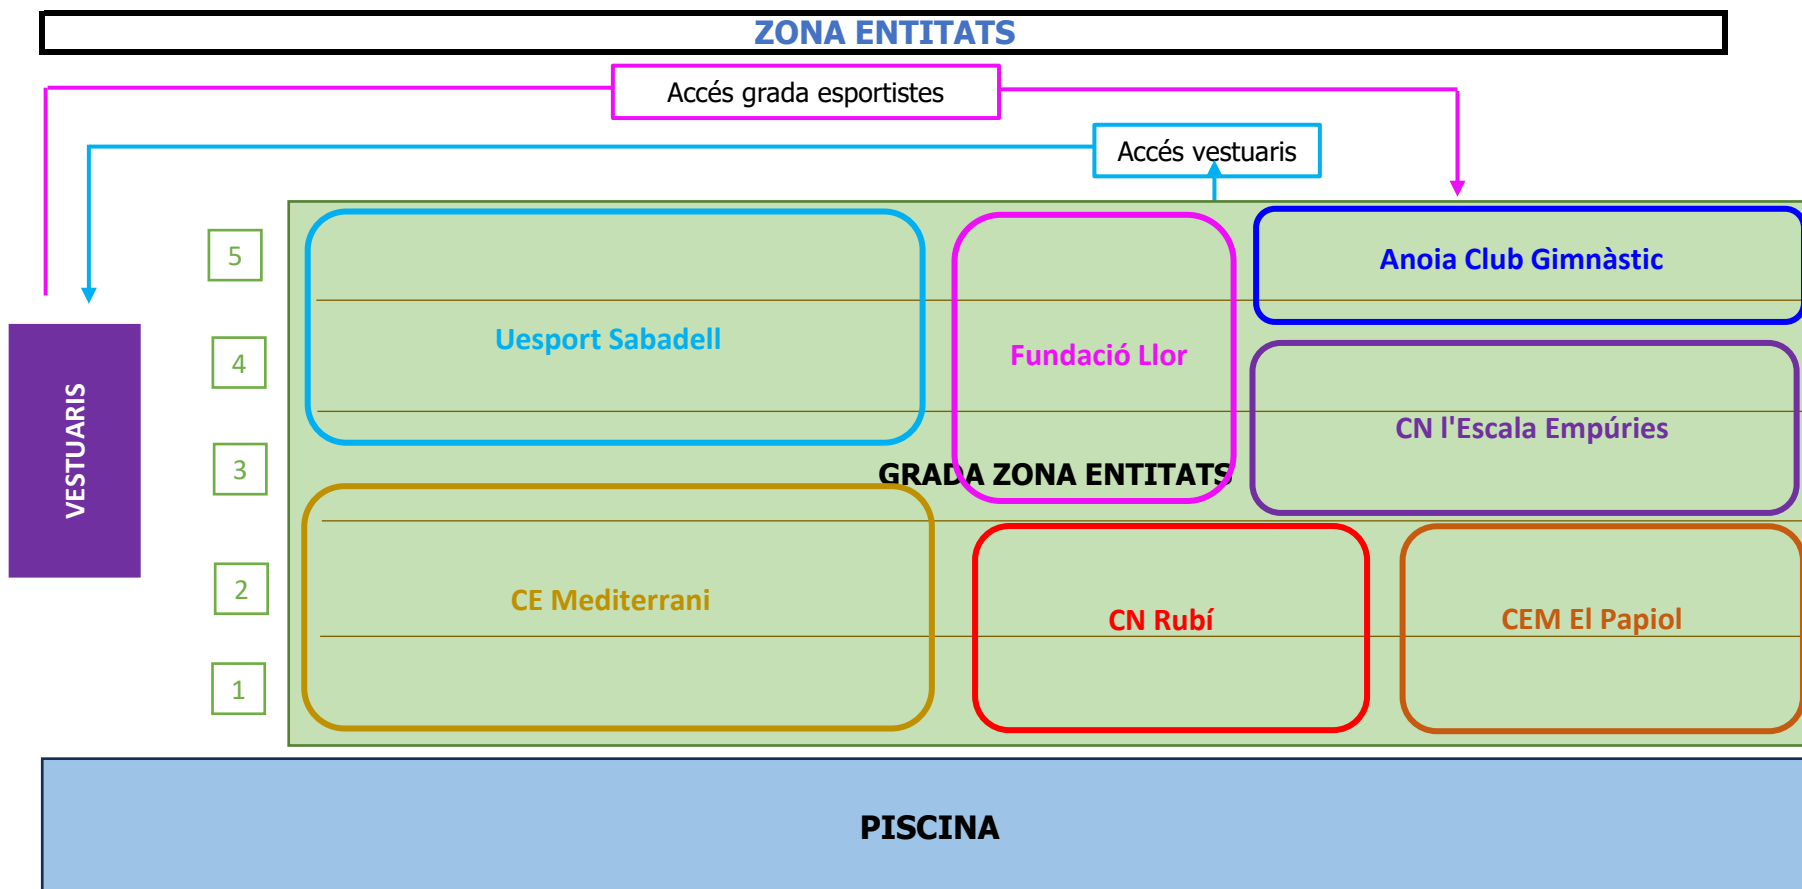 ZONA ENTITATS
Accés grada esportistes
Accés vestuaris
5
Anoia Club Gimnàstic
Uesport Sabadell
4
Fundació Llor
VESTUARIS
CN l'Escala Empúries
3
GRADA ZONA ENTITATS
2
CE Mediterrani
CN Rubí
CEM El Papiol
1
PISCINA